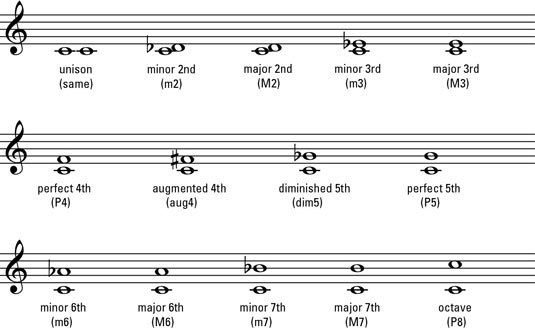 unison minor 2nd major 2nd minor 3rd major 3rd
(same) (m2) (M2) (m3) (M3)
perfect 4th augmented 4th diminished 5th perfect 5th
(P4) (aug4) (dim5) (P5)
minor 6th major 6th minor 7th major 7th octave
(m6) (M6) (m7) (M7) (P8)